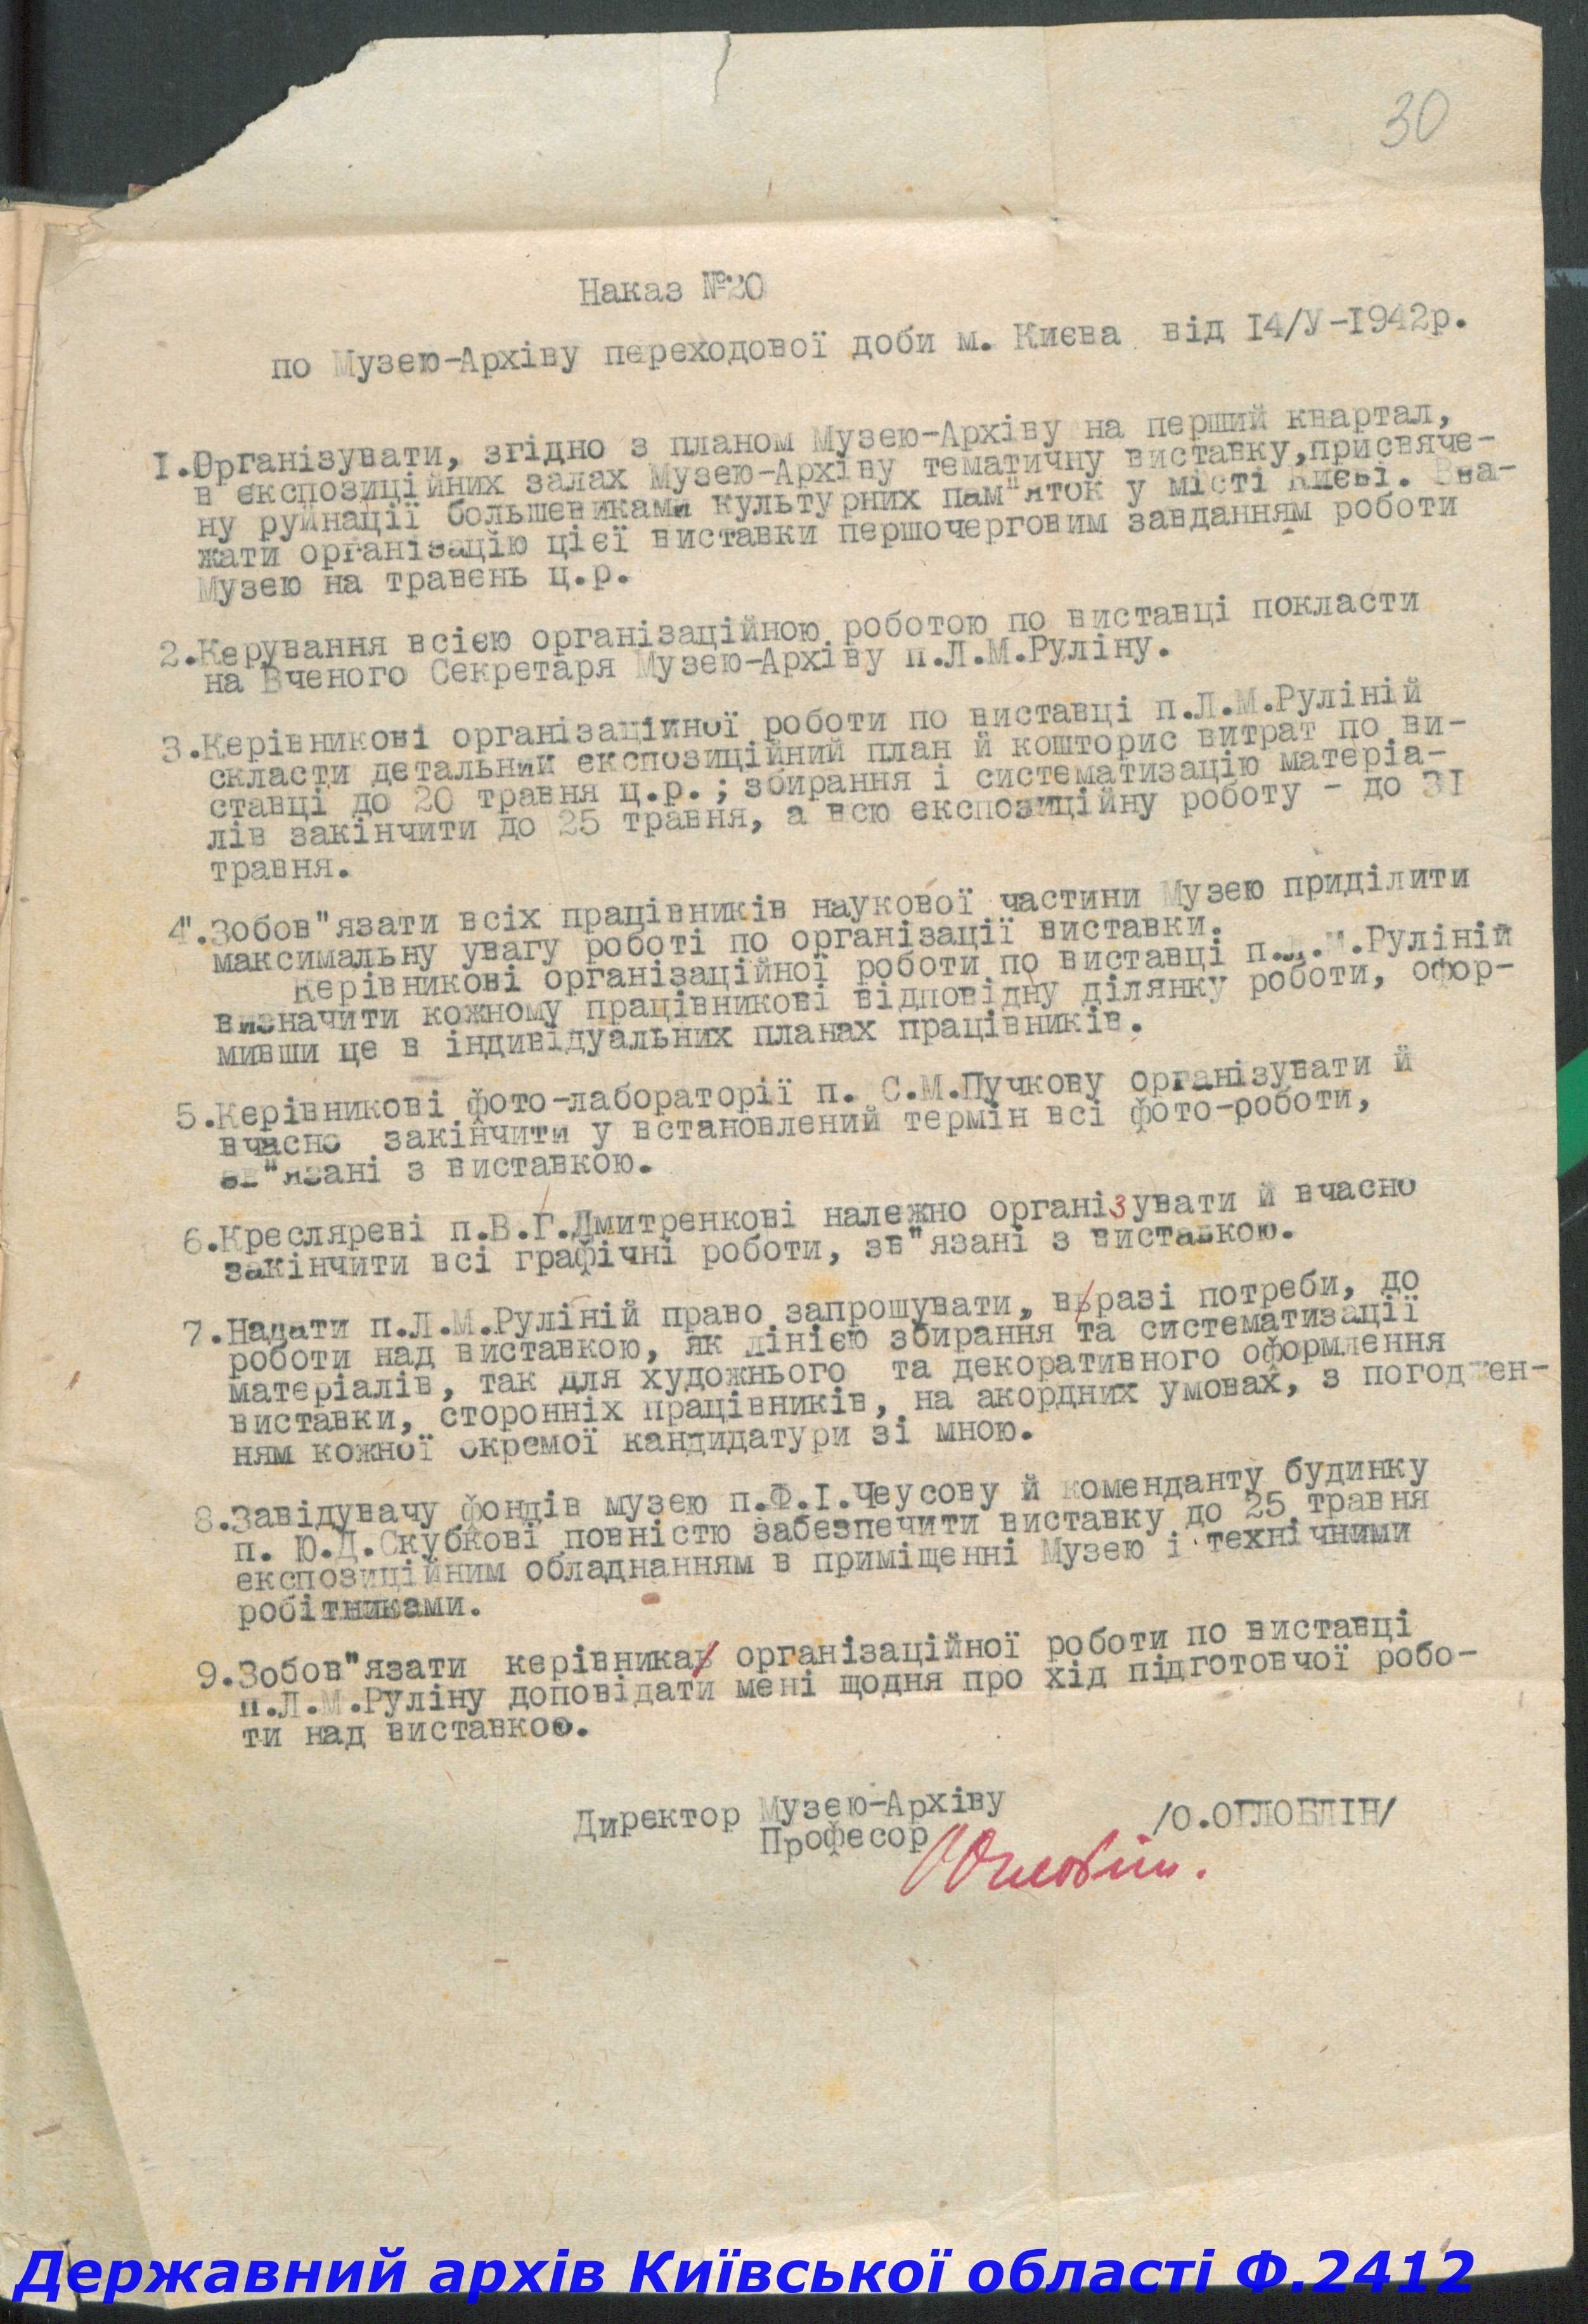 30
Наказ №20
по Музею-Архіву переходової доби м. Києва від I4/У-I942р.
I.Організувати, згідно з планом Музею-Архіву на перший квартал,
в експозиційних залах Музею-Архіву тематичну виставку,присвяче-
ну руйнації большевиками культурних пам"яток у місті Києві. Вва-
жати організацію цієї виставки першочерговим завданням роботи
Музею на травень ц.р.
2.Керування всією організаційною роботою по виставці покласти
на Вченого Секретаря Музею-Архіву п.Л.М.Руліну.
3.Керівникові організаційної роботи по виставці п.Л.М.Руліній
скласти детальний експозиційний план й кошторис витрат по ви-
ставці до 20 травня ц.р.; збирання і систематизацію матеріа-
лів закінчити до 25 травня, а всю експозиційну роботу - до 3I
травня.
4.Зобов"язати всіх працівників наукової частини Музею приділити
максимальну увагу роботі по організації виставки.
Керівникові організаційної роботи по виставці п.Л.М.Руліній
визначити кожному працівникові відповідну ділянку роботи, офор-
мивши це в індивідуальних планах працівників.
5.Керівникові фото-лабораторії п. С.М.Пучкову організувати й
вчасно закінчити у встановлений термін всі фото-роботи,
зв"язані з виставкою.
6.Кресляреві п.В.Г.Дмитренкові належно організувати й вчасно
закінчити всі графічні роботи, зв"язані з виставкою.
7.Надати п.Л.М.Руліній право запрошувати, в разі потреби, до
роботи над виставкою, як лінією збирання та систематизації
матеріалів, так для художнього та декоративного оформлення
виставки, сторонніх працівників, на акордних умовах, з погоджен-
ням кожної окремої кандидатури зі мною.
8.Завідувачу фондів музею п.Ф.І.Чеусову й коменданту будинку
п. Ю.Д.Скубкові повністю забезпечити виставку до 25 травня
експозиційним обладнанням в приміщенні Музею і технічними
робітниками.
9.Зобов"язати керівника організаційної роботи по виставці
п.Л.М.Руліну доповідати мені щодня про хід підготовчої робо-
ти над виставкою.
Директор Музею-Архіву
Професор /О.ОГЛОБЛІН/
О Оглоблін.
Державний архів Київської області Ф.2412